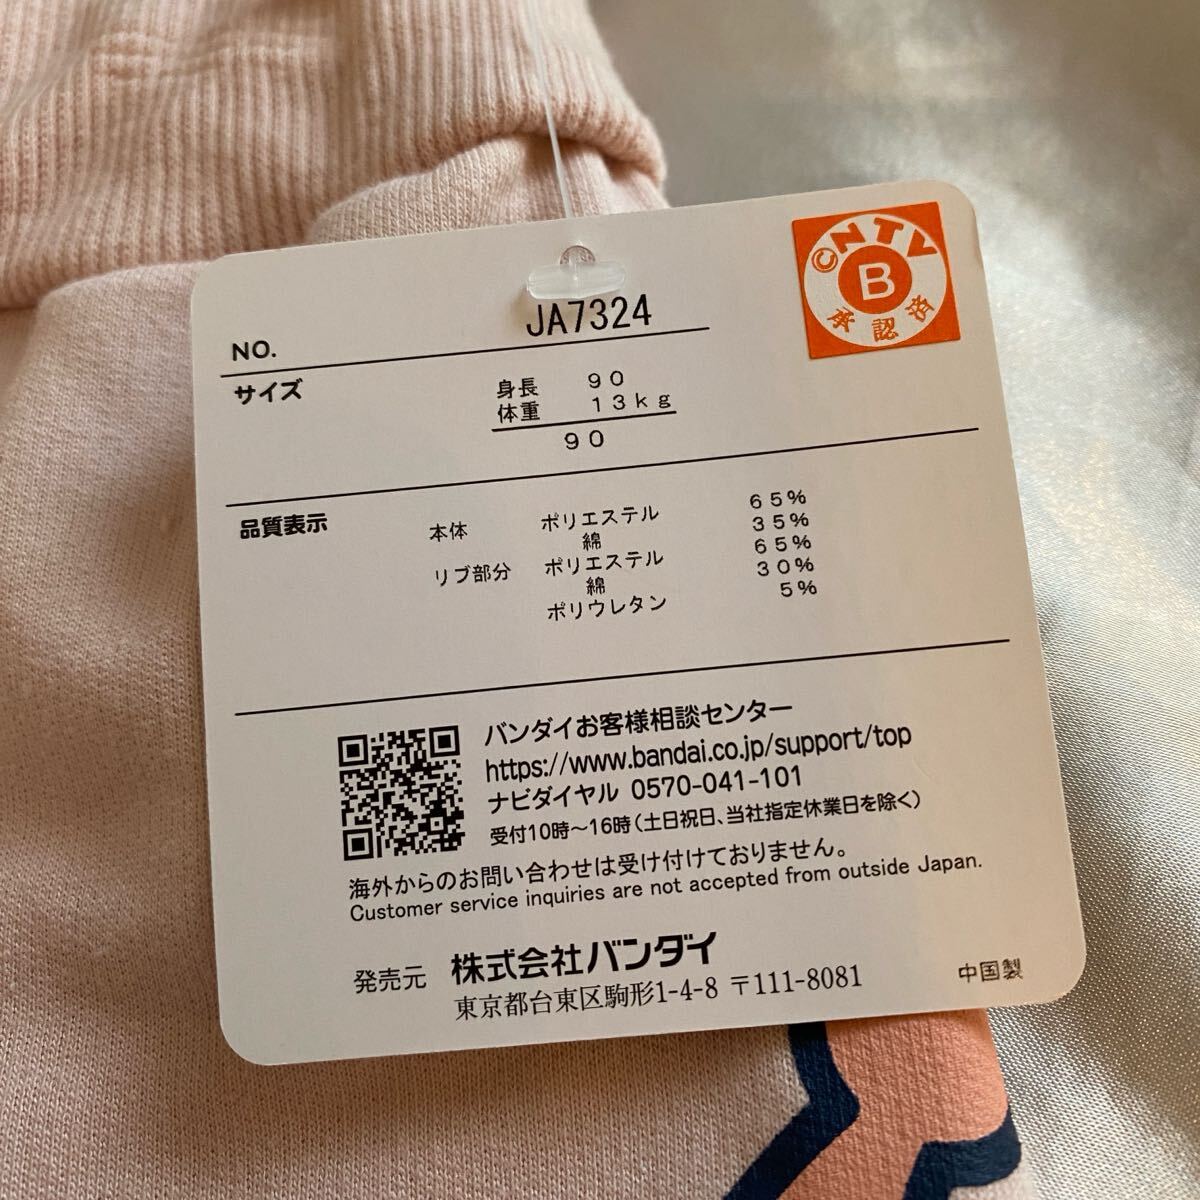 CNTV
B
承認済
NO. JA7324
サイズ 身長 90
体重 13kg
90
品質表示 本体 ポリエステル 65%
綿 35%
リブ部分 ポリエステル 65%
綿 30%
ポリウレタン 5%
バンダイお客様相談センター
https://www.bandai.co.jp/support/top
ナビダイヤル 0570-041-101
受付10時～16時(土日祝日、当社指定休業日を除く)
海外からのお問い合わせは受け付けておりません。
Customer service inquiries are not accepted from outside Japan.
発売元 株式会社バンダイ
東京都台東区駒形1-4-8 〒111-8081
中国製